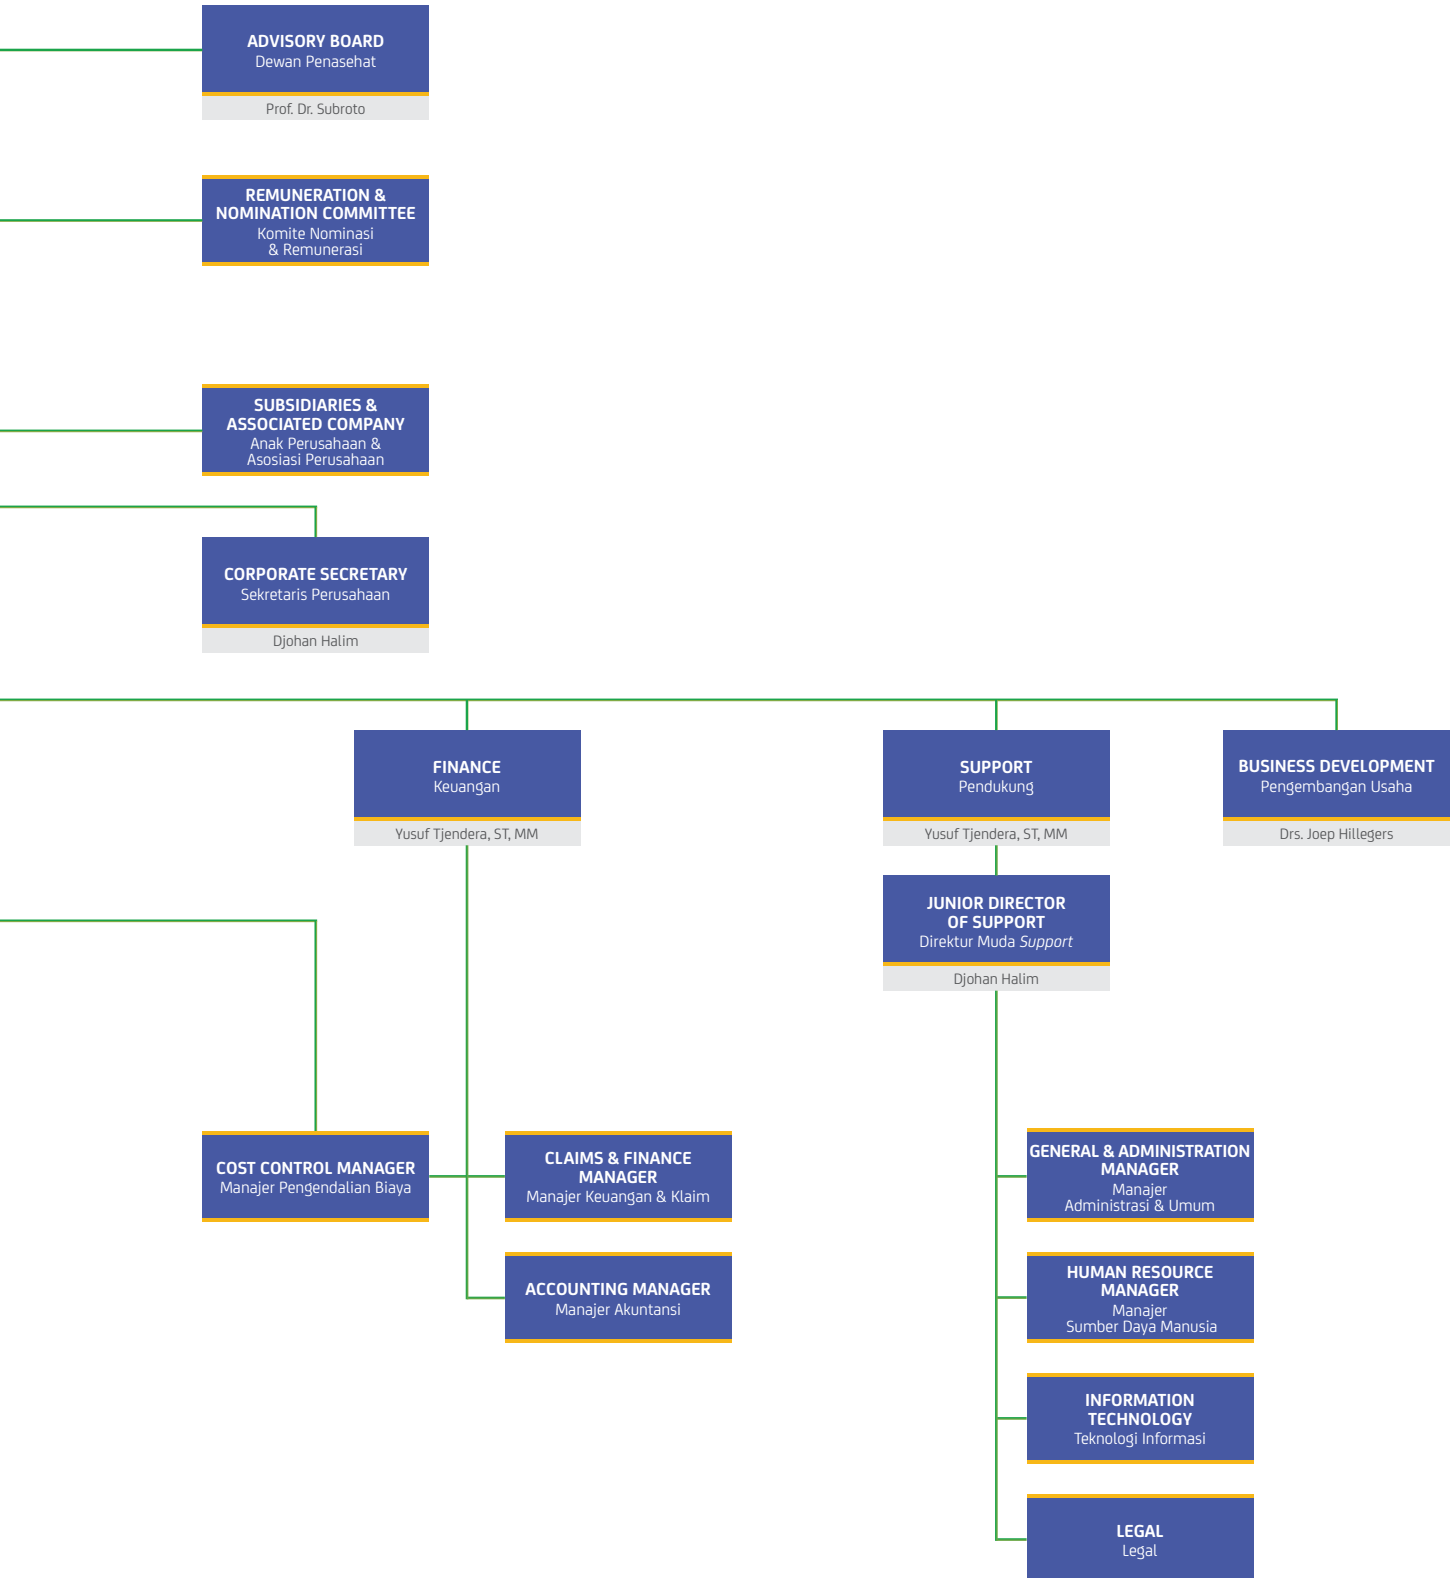 ADVISORY BOARD
Dewan Penasehat
Prof. Dr. Subroto
REMUNERATION &
NOMINATION COMMITTEE
Komite Nominasi
& Remunerasi
SUBSIDIARIES &
ASSOCIATED COMPANY
Anak Perusahaan &
Asosiasi Perusahaan
CORPORATE SECRETARY
Sekretaris Perusahaan
Djohan Halim
FINANCE
Keuangan
Yusuf Tjendera, ST, MM
SUPPORT
Pendukung
Yusuf Tjendera, ST, MM
BUSINESS DEVELOPMENT
Pengembangan Usaha
Drs. Joep Hillegers
JUNIOR DIRECTOR
OF SUPPORT
Direktur Muda Support
Djohan Halim
COST CONTROL MANAGER
Manajer Pengendalian Biaya
CLAIMS & FINANCE
MANAGER
Manajer Keuangan & Klaim
GENERAL & ADMINISTRATION
MANAGER
Manajer
Administrasi & Umum
ACCOUNTING MANAGER
Manajer Akuntansi
HUMAN RESOURCE
MANAGER
Manajer
Sumber Daya Manusia
INFORMATION
TECHNOLOGY
Teknologi Informasi
LEGAL
Legal